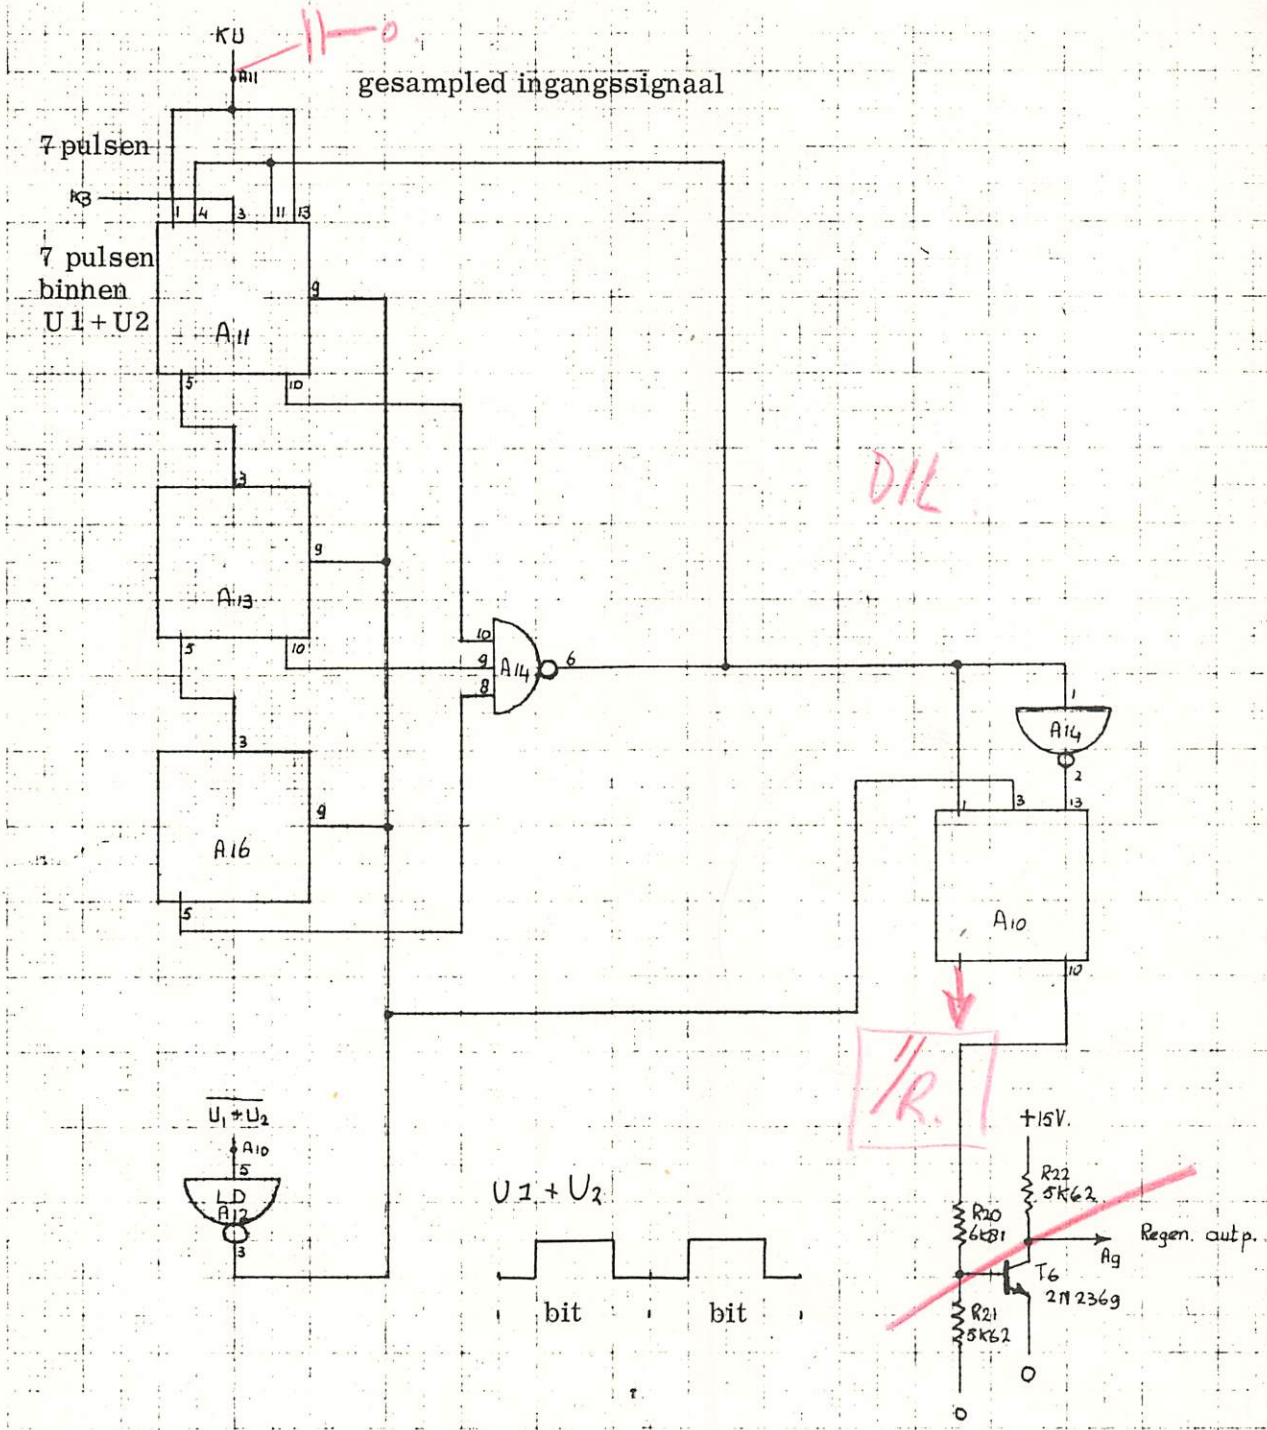 KU
A11
gesampled ingangssignaal
7 pulsen
K3
1 4 3 11 13
7 pulsen
binnen
U 1 + U2
A11
9
5 10
3
9
A13
5 10
3
9
A16
5
10
9
8
A14
6
1
A14
2
1 3 13
A10
10
DIL
R.
U1 + U2
A10
5
LD
A12
3
U1 + U2
bit bit
+15V.
R22
5K62
R20
6K81
Regen. outp.
A9
T6
2N2369
R21
5K62
0
0